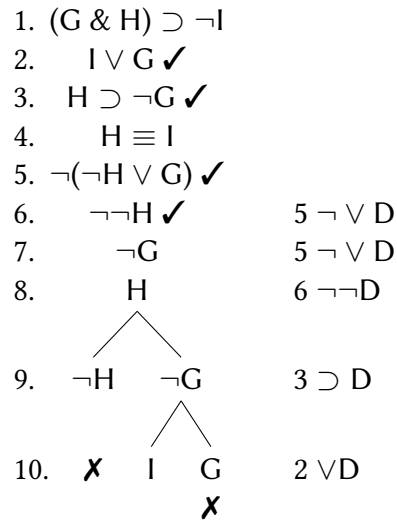 1. (G & H) ⊃ ¬I
2. I ∨ G ✓
3. H ⊃ ¬G ✓
4. H ≡ I
5. ¬(¬H ∨ G) ✓
6. ¬¬H ✓ 5 ¬ ∨ D
7. ¬G 5 ¬ ∨ D
8. H 6 ¬¬D
9. ¬H ¬G 3 ⊃ D
10. ✗ I G 2 ∨D
✗